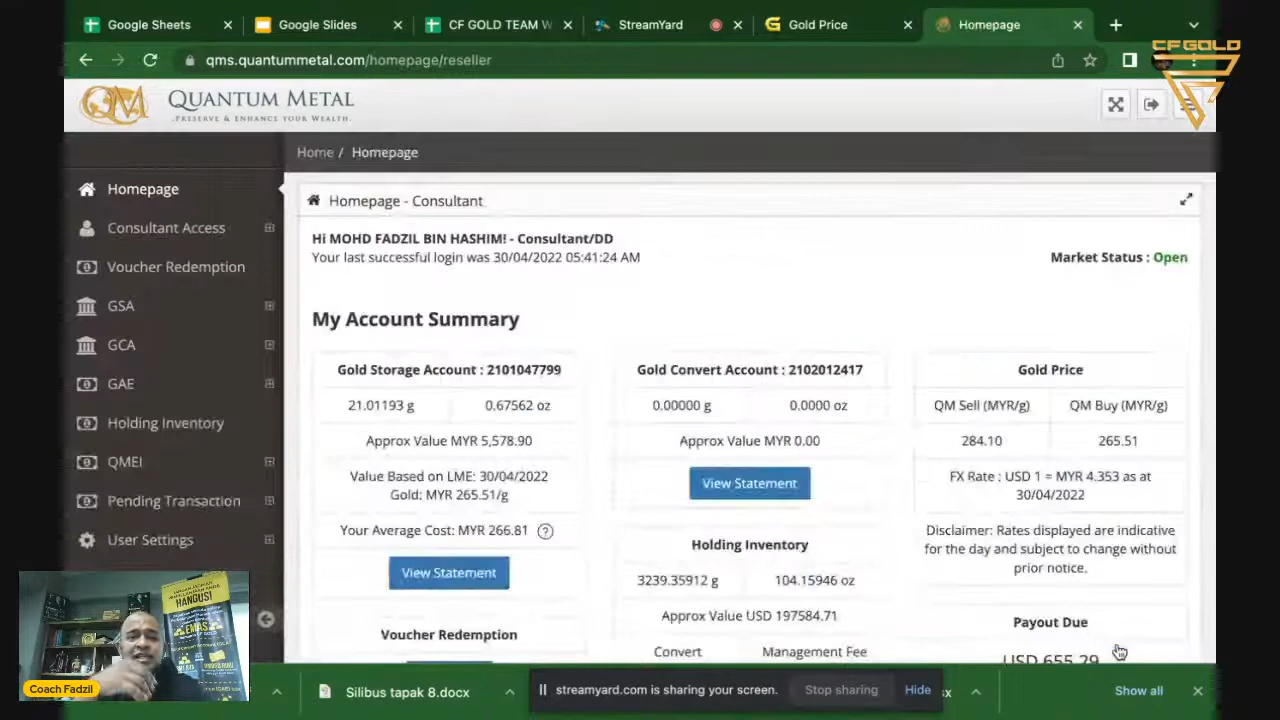 Google Sheets
Google Slides
CF GOLD TEAM W
StreamYard
Gold Price
Homepage
CF GOLD
qms.quantummetal.com/homepage/reseller
QM
QUANTUM METAL
PRESERVE & ENHANCE YOUR WEALTH.
Home / Homepage
Homepage
Consultant Access
Voucher Redemption
GSA
GCA
GAE
Holding Inventory
QMEI
Pending Transaction
User Settings
Homepage - Consultant
Hi MOHD FADZIL BIN HASHIM! - Consultant/DD
Your last successful login was 30/04/2022 05:41:24 AM
Market Status : Open
My Account Summary
Gold Storage Account : 2101047799
21.01193 g 0.67562 oz
Approx Value MYR 5,578.90
Value Based on LME: 30/04/2022
Gold: MYR 265.51/g
Your Average Cost: MYR 266.81 ?
View Statement
Voucher Redemption
Gold Convert Account : 2102012417
0.00000 g 0.0000 oz
Approx Value MYR 0.00
View Statement
Holding Inventory
3239.35912 g 104.15946 oz
Approx Value USD 197584.71
Convert Management Fee
Gold Price
QM Sell (MYR/g) QM Buy (MYR/g)
284.10 265.51
FX Rate : USD 1 = MYR 4.353 as at
30/04/2022
Disclaimer: Rates displayed are indicative
for the day and subject to change without
prior notice.
Payout Due
USD 655.29
HANGUS!
EMAS
Coach Fadzil
Silibus tapak 8.docx
streamyard.com is sharing your screen.
Stop sharing
Hide
Show all